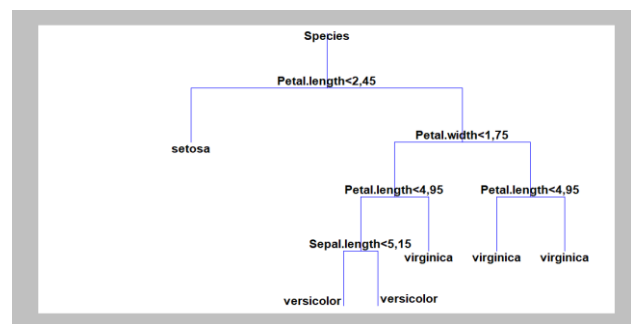 Species
Petal.length<2,45
Petal.width<1,75
setosa
Petal.length<4,95
Petal.length<4,95
Sepal.length<5,15
virginica
virginica
virginica
versicolor
versicolor